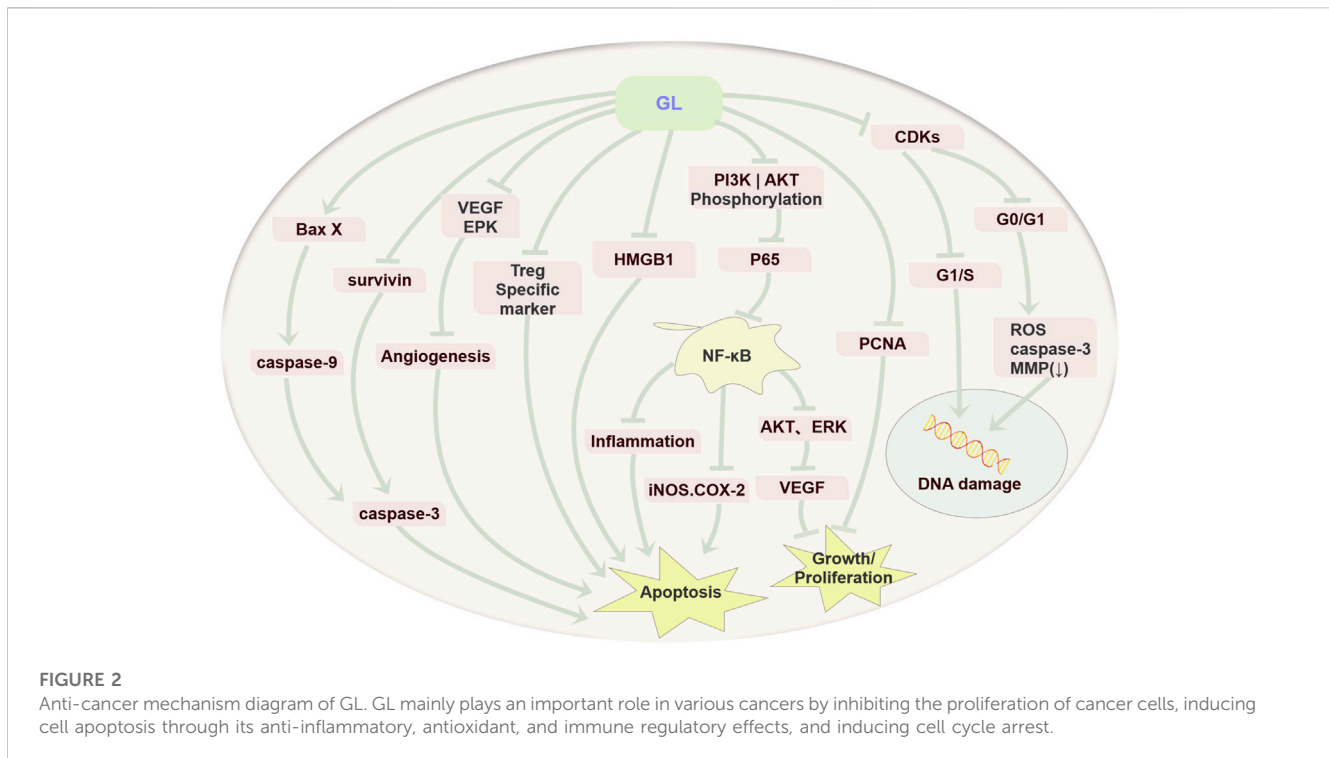 GL
CDKs
PI3K | AKT
Phosphorylation
VEGF
EPK
G0/G1
Bax X
HMGB1
P65
survivin
Treg
Specific
marker
G1/S
ROS
caspase-3
MMP(↓)
caspase-9
Angiogenesis
NF-κB
PCNA
Inflammation
AKT、ERK
iNOS.COX-2
VEGF
DNA damage
caspase-3
Growth/
Proliferation
Apoptosis
FIGURE 2
Anti-cancer mechanism diagram of GL. GL mainly plays an important role in various cancers by inhibiting the proliferation of cancer cells, inducing
cell apoptosis through its anti-inflammatory, antioxidant, and immune regulatory effects, and inducing cell cycle arrest.